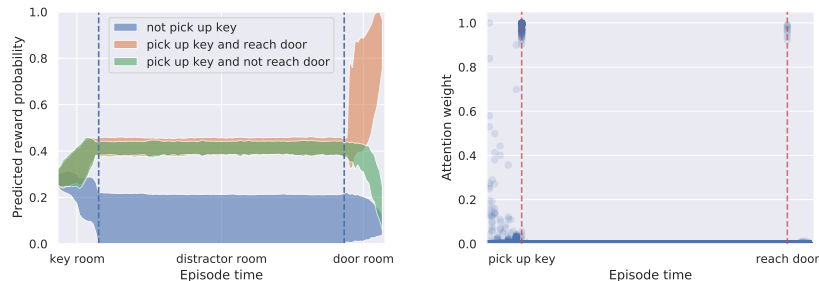 not pick up key
pick up key and reach door
pick up key and not reach door
Predicted reward probability
1.0
0.8
0.6
0.4
0.2
0.0
key room
distractor room
door room
Episode time
Attention weight
1.0
0.8
0.6
0.4
0.2
0.0
pick up key
reach door
Episode time